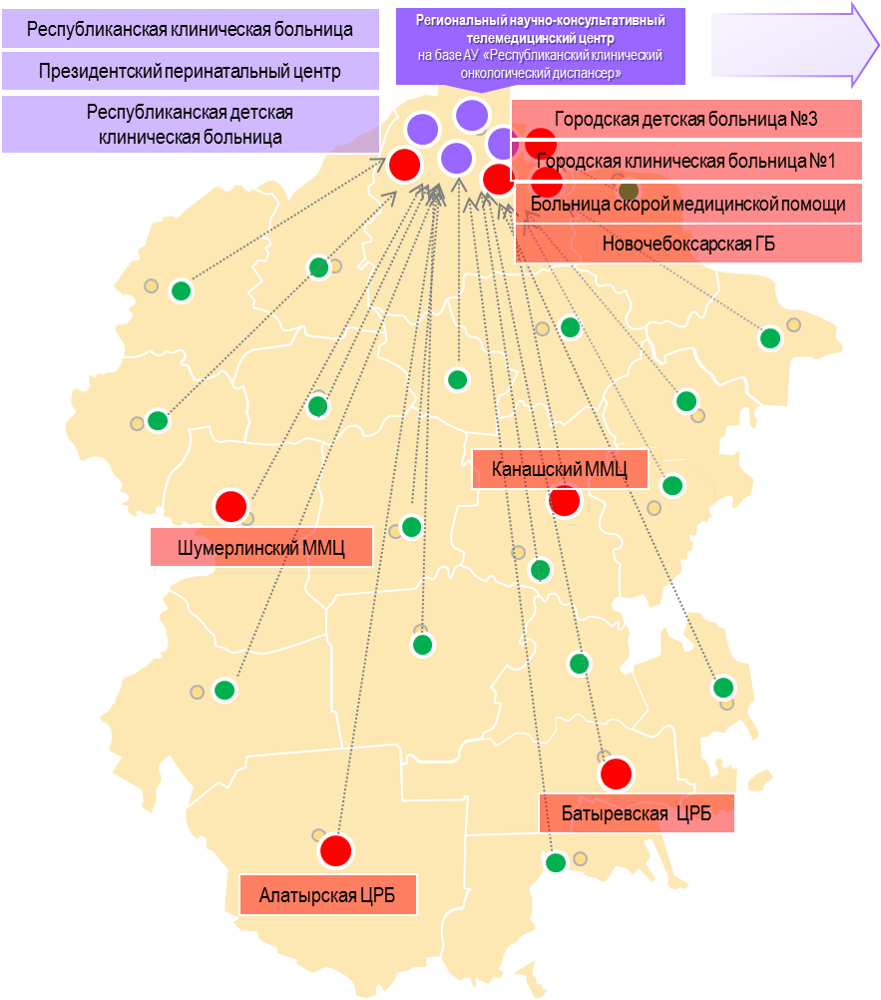 Республиканская клиническая больница
Президентский перинатальный центр
Республиканская детская
клиническая больница
Региональный научно-консультативный
телемедицинский центр
на базе АУ «Республиканский клинический
онкологический диспансер»
Городская детская больница №3
Городская клиническая больница №1
Больница скорой медицинской помощи
Новочебоксарская ГБ
Канашский ММЦ
Шумерлинский ММЦ
Батыревская ЦРБ
Алатырская ЦРБ